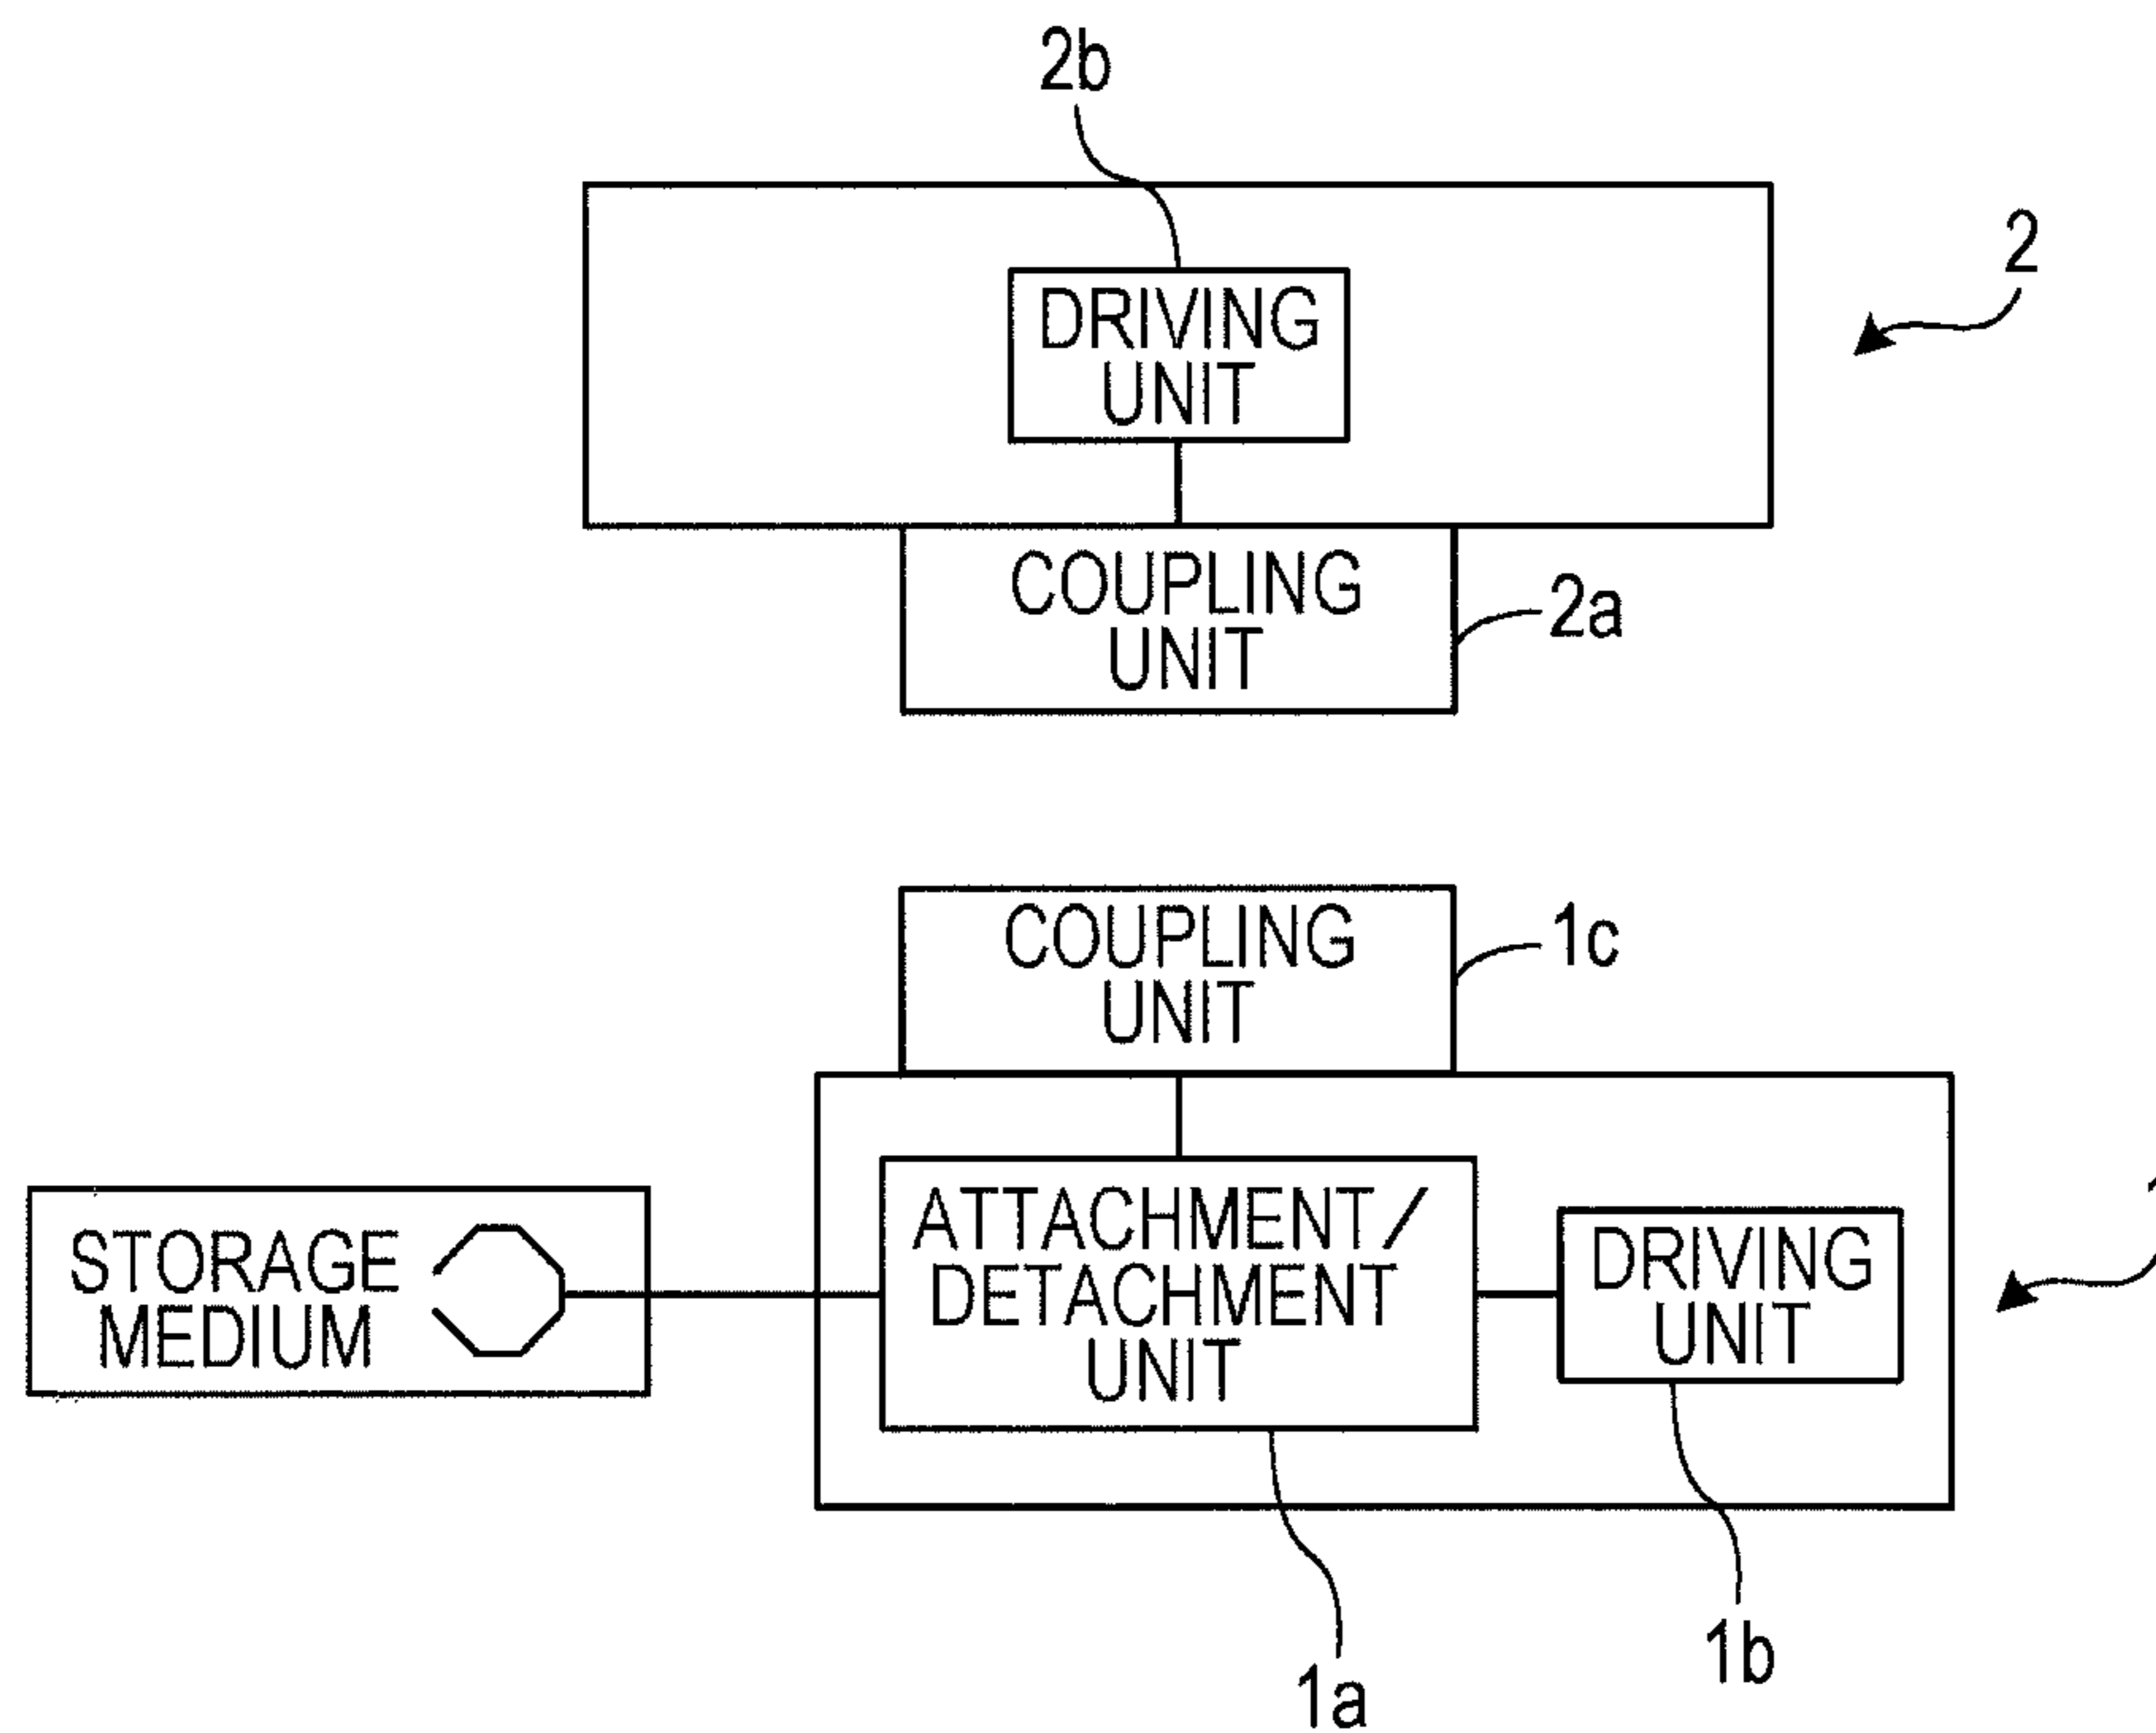 2b
2
DRIVING
UNIT
COUPLING
UNIT
2a
COUPLING
UNIT
1c
STORAGE
MEDIUM
ATTACHMENT/
DETACHMENT
UNIT
DRIVING
UNIT
1b
1a